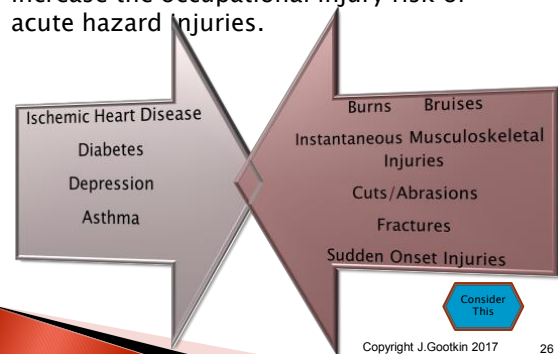 increase the occupational injury risk of
acute hazard injuries.
Ischemic Heart Disease
Diabetes
Depression
Asthma
Burns Bruises
Instantaneous Musculoskeletal
Injuries
Cuts/Abrasions
Fractures
Sudden Onset Injuries
Consider
This
Copyright J.Gootkin 2017 26